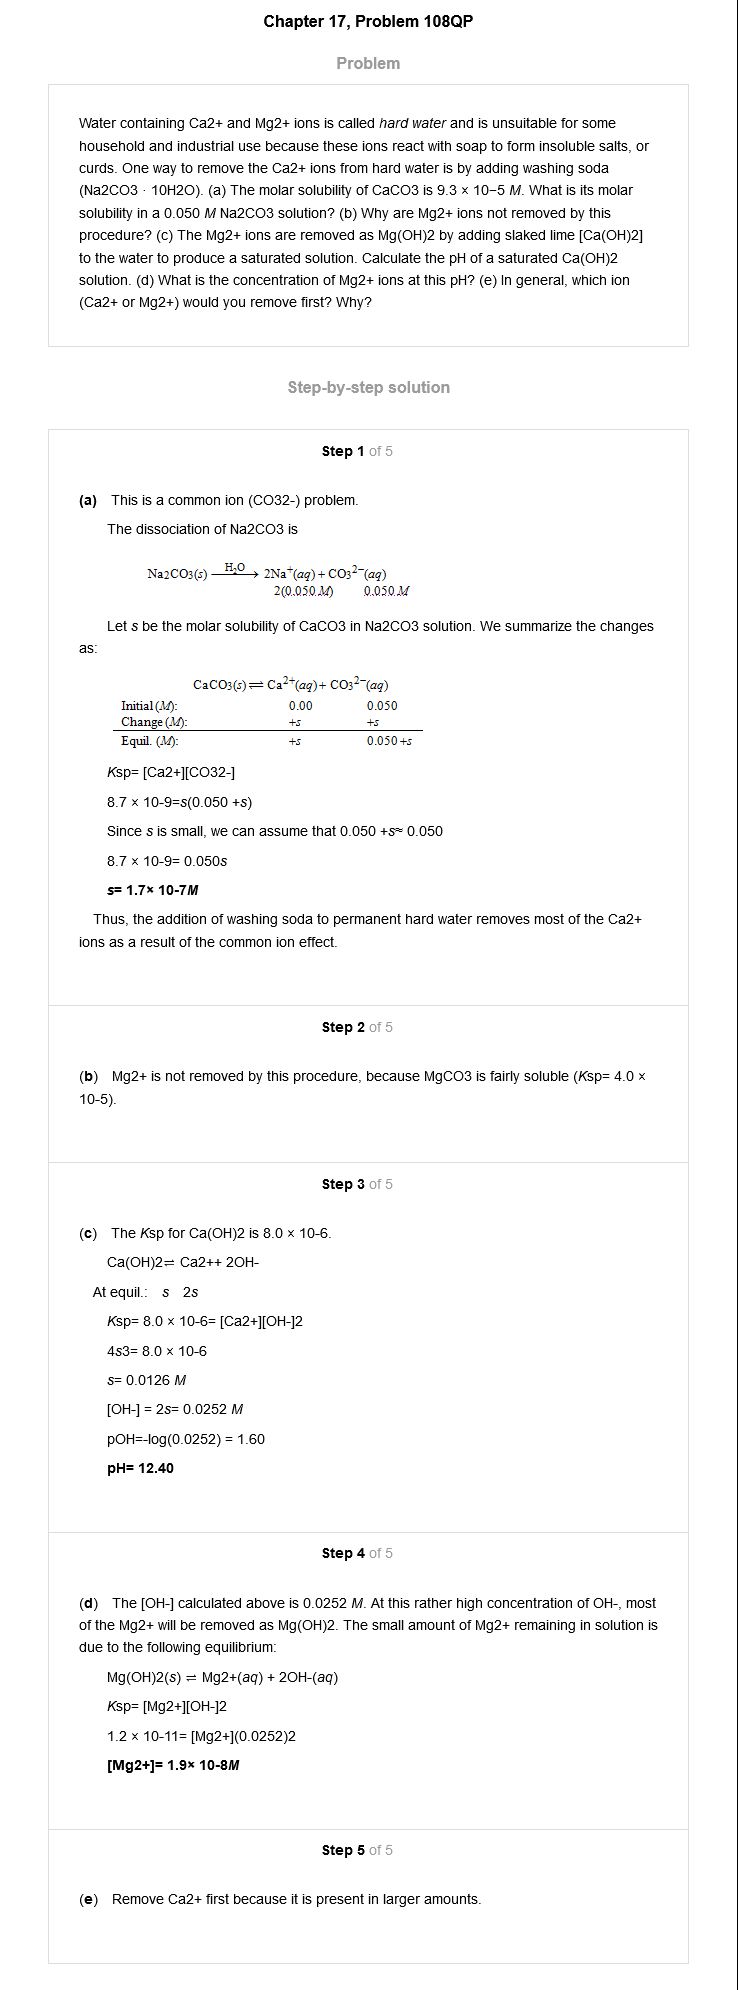 Chapter 17, Problem 108QP
Problem
Water containing Ca2+ and Mg2+ ions is called hard water and is unsuitable for some
household and industrial use because these ions react with soap to form insoluble salts, or
curds. One way to remove the Ca2+ ions from hard water is by adding washing soda
(Na2CO3 · 10H2O). (a) The molar solubility of CaCO3 is 9.3 × 10−5 M. What is its molar
solubility in a 0.050 M Na2CO3 solution? (b) Why are Mg2+ ions not removed by this
procedure? (c) The Mg2+ ions are removed as Mg(OH)2 by adding slaked lime [Ca(OH)2]
to the water to produce a saturated solution. Calculate the pH of a saturated Ca(OH)2
solution. (d) What is the concentration of Mg2+ ions at this pH? (e) In general, which ion
(Ca2+ or Mg2+) would you remove first? Why?
Step-by-step solution
Step 1 of 5
(a) This is a common ion (CO32-) problem.
The dissociation of Na2CO3 is
Na2CO3(s) —H2O→ 2Na⁺(aq) + CO3²⁻(aq)
2(0.050 M) 0.050 M
Let s be the molar solubility of CaCO3 in Na2CO3 solution. We summarize the changes
as:
CaCO3(s) ⇌ Ca²⁺(aq) + CO3²⁻(aq)
Initial (M): 0.00 0.050
Change (M): +s +s
Equil. (M): +s 0.050 +s
Ksp= [Ca2+][CO32-]
8.7 × 10-9=s(0.050 +s)
Since s is small, we can assume that 0.050 +s≈ 0.050
8.7 × 10-9= 0.050s
s= 1.7× 10-7M
Thus, the addition of washing soda to permanent hard water removes most of the Ca2+
ions as a result of the common ion effect.
Step 2 of 5
(b) Mg2+ is not removed by this procedure, because MgCO3 is fairly soluble (Ksp= 4.0 ×
10-5).
Step 3 of 5
(c) The Ksp for Ca(OH)2 is 8.0 × 10-6.
Ca(OH)2⇌ Ca2++ 2OH-
At equil.: s 2s
Ksp= 8.0 × 10-6= [Ca2+][OH-]2
4s3= 8.0 × 10-6
s= 0.0126 M
[OH-] = 2s= 0.0252 M
pOH=-log(0.0252) = 1.60
pH= 12.40
Step 4 of 5
(d) The [OH-] calculated above is 0.0252 M. At this rather high concentration of OH-, most
of the Mg2+ will be removed as Mg(OH)2. The small amount of Mg2+ remaining in solution is
due to the following equilibrium:
Mg(OH)2(s) ⇌ Mg2+(aq) + 2OH-(aq)
Ksp= [Mg2+][OH-]2
1.2 × 10-11= [Mg2+](0.0252)2
[Mg2+]= 1.9× 10-8M
Step 5 of 5
(e) Remove Ca2+ first because it is present in larger amounts.